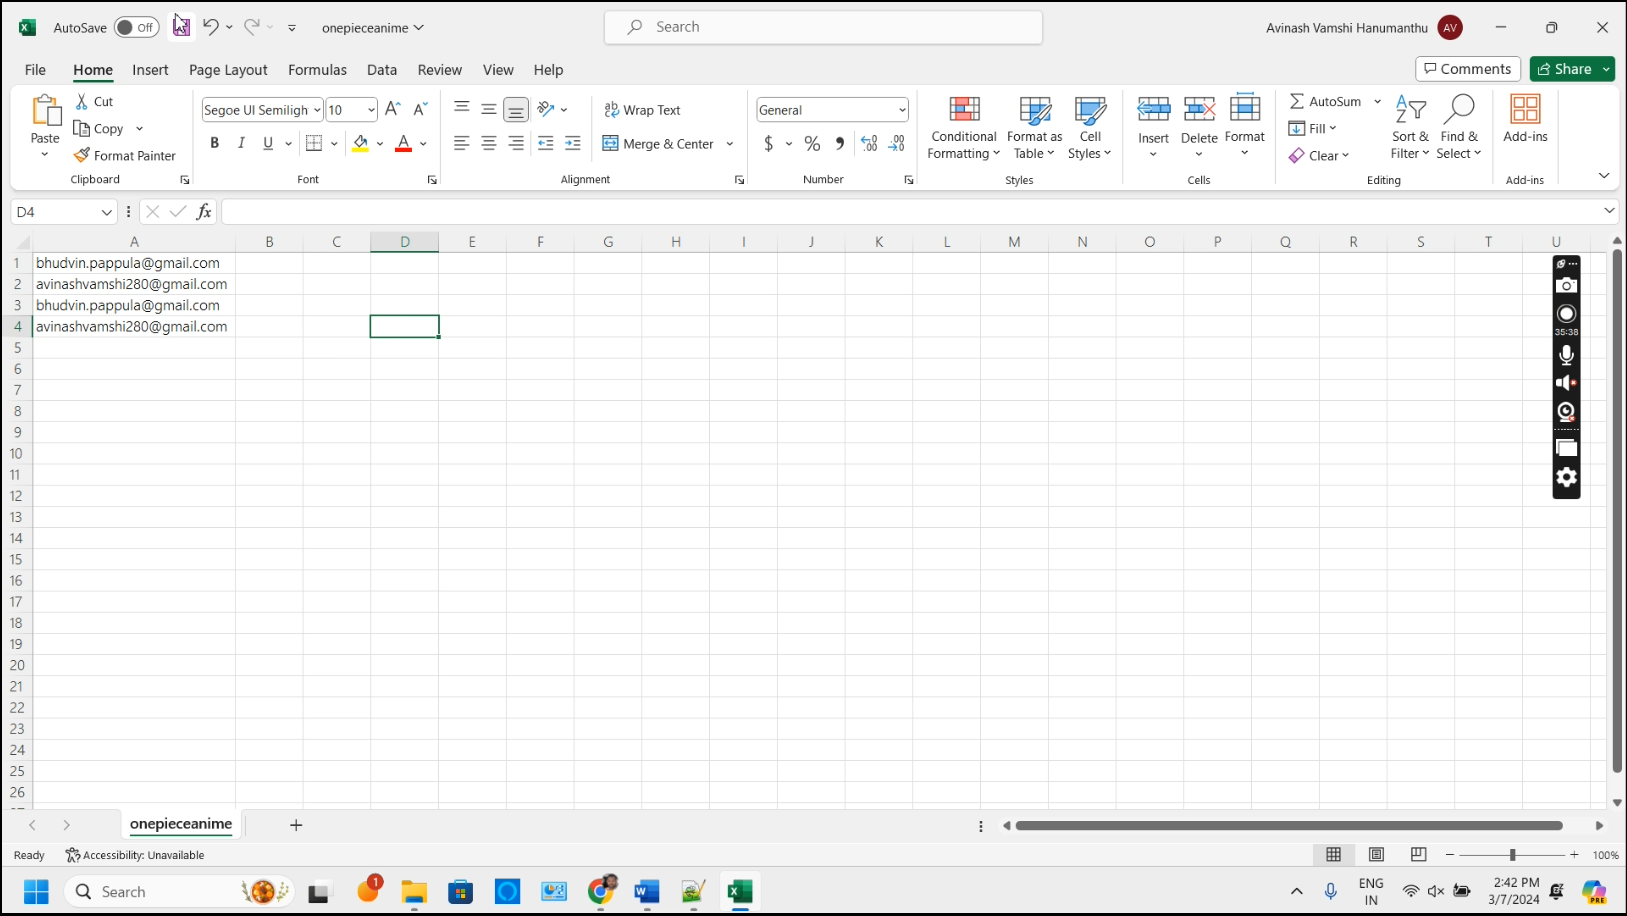 AutoSave Off onepieceanime Search Avinash Vamshi Hanumanthu AV
File Home Insert Page Layout Formulas Data Review View Help Comments Share
Paste Cut Copy Format Painter Clipboard
Segoe UI Semiligh 10 B I U A Font
Wrap Text Merge & Center Alignment
General $ % Number
Conditional Formatting Format as Table Cell Styles Styles
Insert Delete Format Cells
AutoSum Fill Clear Sort & Filter Find & Select Editing
Add-ins Add-ins
D4 fx
A B C D E F G H I J K L M N O P Q R S T U
1 bhudvin.pappula@gmail.com
2 avinashvamshi280@gmail.com
3 bhudvin.pappula@gmail.com
4 avinashvamshi280@gmail.com
5
6
7
8
9
10
11
12
13
14
15
16
17
18
19
20
21
22
23
24
25
26
35:38
onepieceanime
Ready Accessibility: Unavailable 100%
Search 1 ENG IN 2:42 PM 3/7/2024 PRE